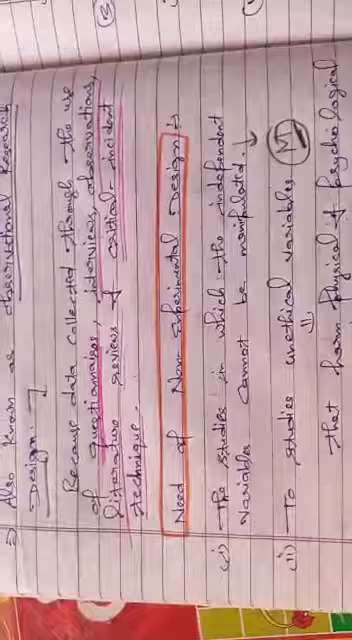 => Also known as observational Research
Design. ⌉
Because data collected through the use
of questionnaires, interviews, observations,
literature reviews & critical-incident
technique.
Need of Non Experimental Design :-
(i) The studies in which the independent
variables cannot be manipulated. ↓
(ii) To studies unethical variables (M)
↓
that harm physical & psychological